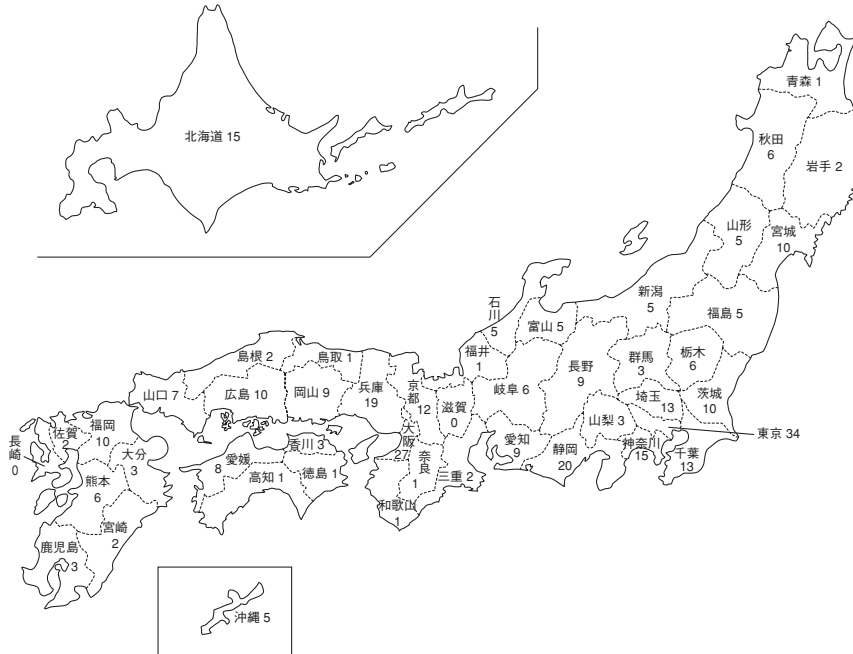 北海道 15
青森 1
秋田
6
岩手 2
山形
5
宮城
10
新潟
5
福島 5
石川
5
富山 5
福井
1
長野
9
群馬
3
栃木
6
茨城
10
埼玉
13
岐阜 6
山梨 3
東京 34
愛知
9
静岡
20
神奈川
15
千葉
13
島根 2
鳥取 1
山口 7
広島 10
岡山 9
兵庫
19
京都
12
滋賀
0
大阪
27
奈良
1
三重 2
和歌山
1
香川 3
愛媛
8
高知 1
徳島 1
長崎
0
佐賀
2
福岡
10
大分
3
熊本
6
宮崎
2
鹿児島
3
沖縄 5